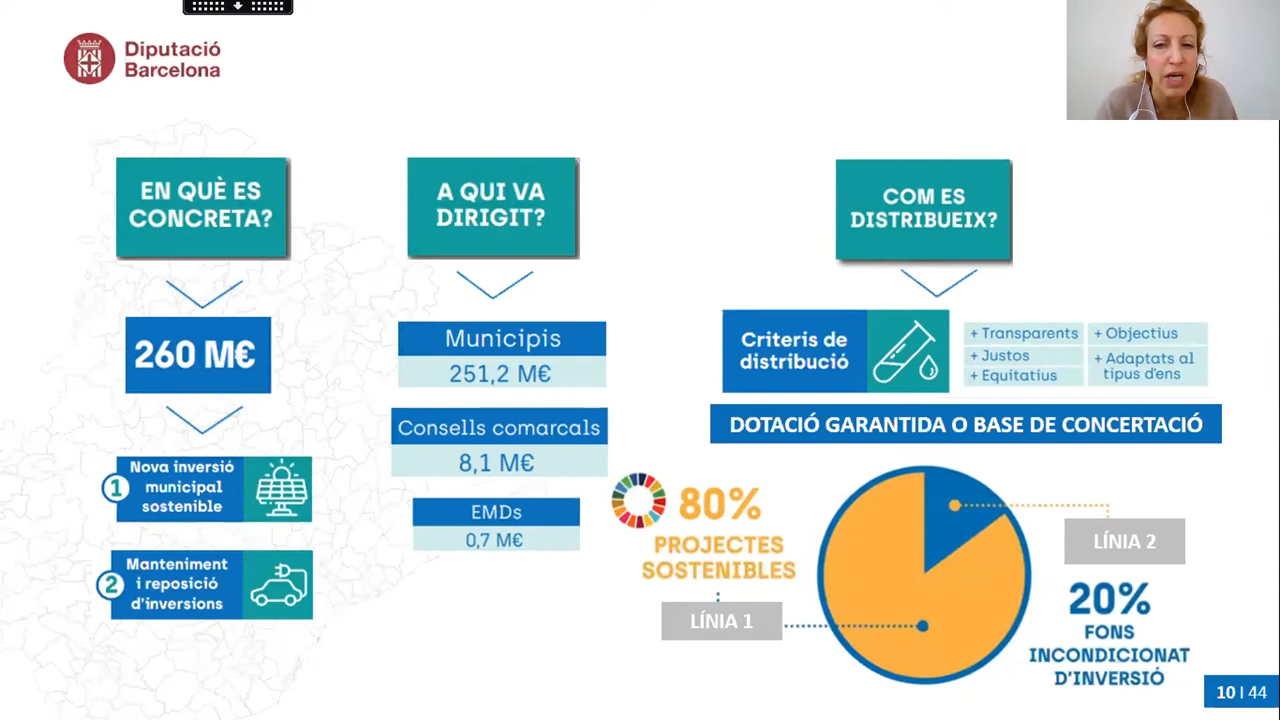 Diputació
Barcelona
EN QUÈ ES
CONCRETA?
260 M€
1
Nova inversió
municipal
sostenible
2
Manteniment
i reposició
d'inversions
A QUI VA
DIRIGIT?
Municipis
251,2 M€
Consells comarcals
8,1 M€
EMDs
0,7 M€
COM ES
DISTRIBUEIX?
Criteris de
distribució
+ Transparents
+ Justos
+ Equitatius
+ Objectius
+ Adaptats al
tipus d'ens
DOTACIÓ GARANTIDA O BASE DE CONCERTACIÓ
80%
PROJECTES
SOSTENIBLES
LÍNIA 1
LÍNIA 2
20%
FONS
INCONDICIONAT
D'INVERSIÓ
10 | 44